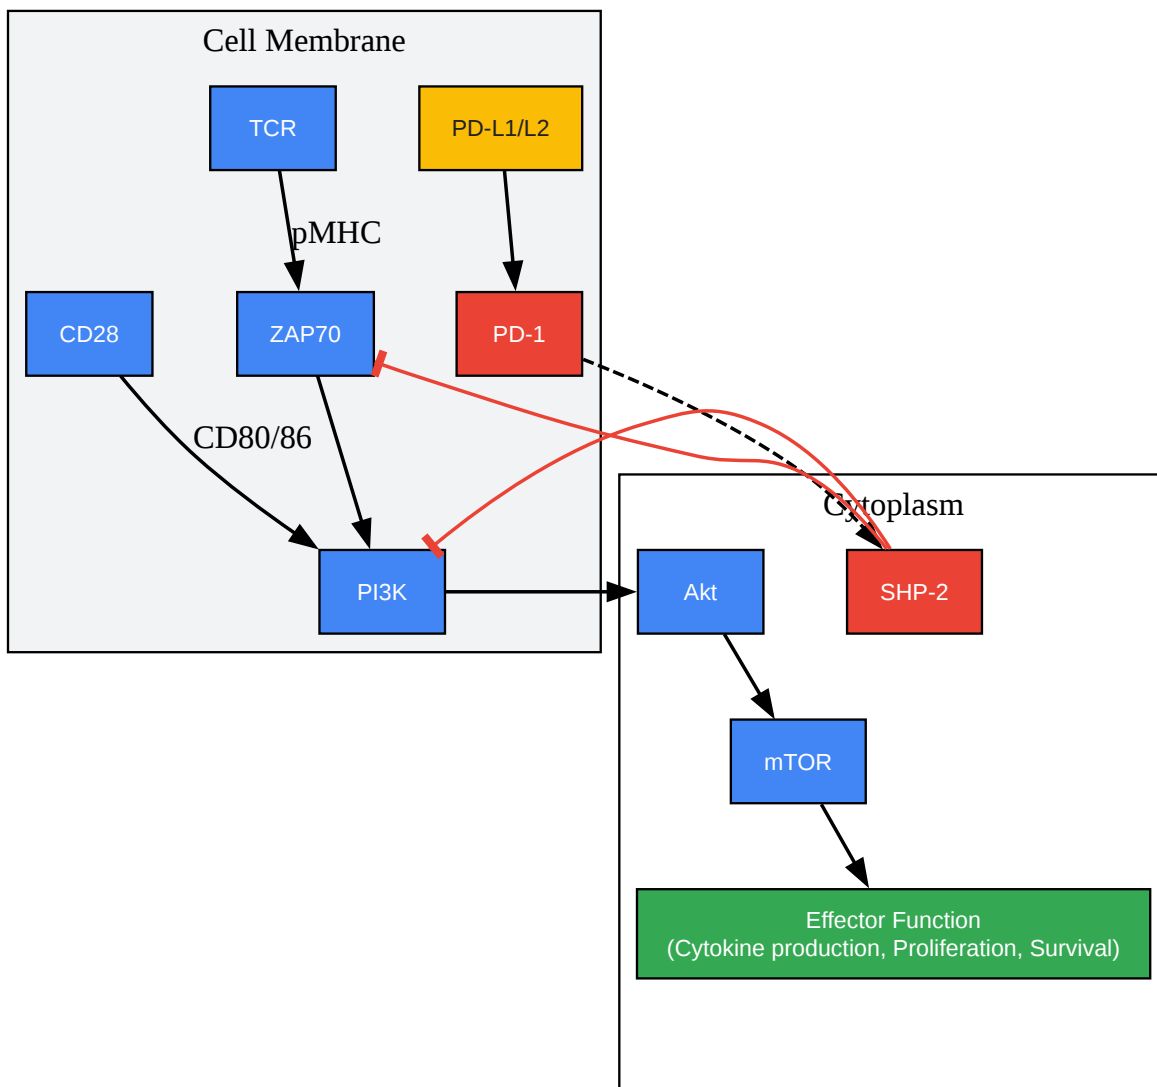 Cell Membrane
TCR
PD-L1/L2
pMHC
CD28
ZAP70
PD-1
CD80/86
Cytoplasm
PI3K
Akt
SHP-2
mTOR
Effector Function
(Cytokine production, Proliferation, Survival)